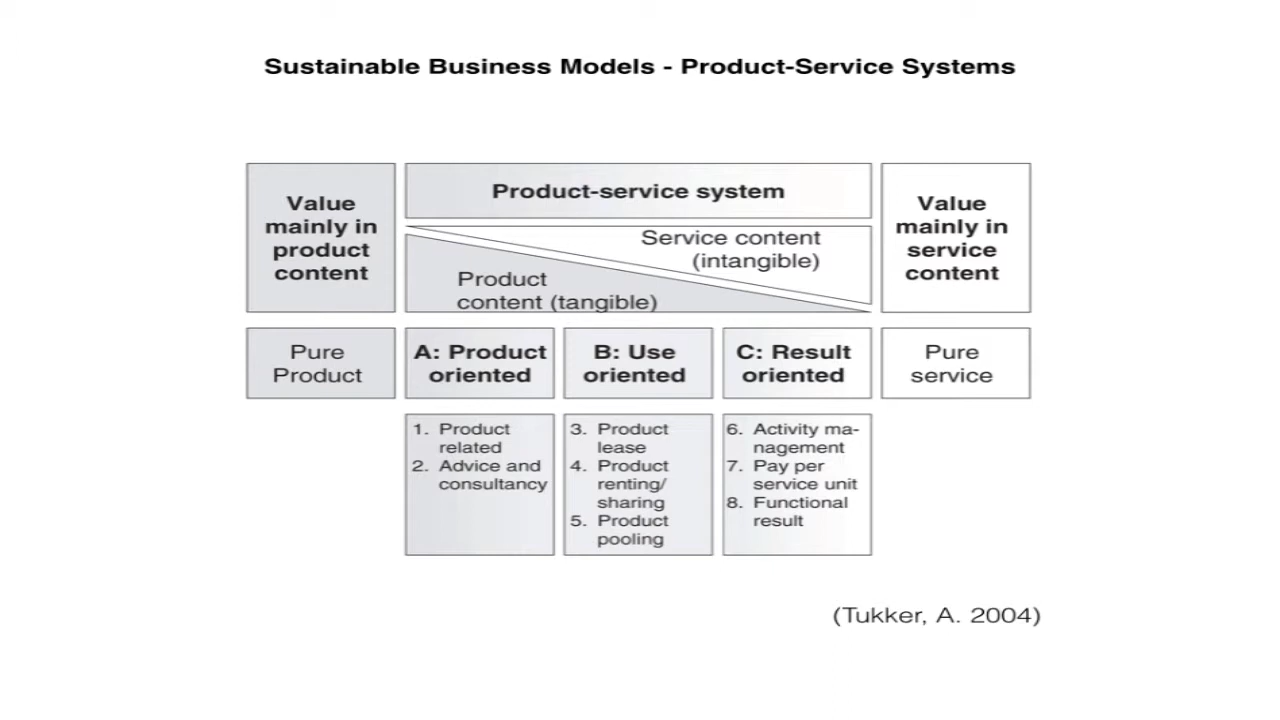 Sustainable Business Models - Product-Service Systems
Value
mainly in
product
content
Product-service system
Service content
(intangible)
Product
content (tangible)
Value
mainly in
service
content
Pure
Product
A: Product
oriented
B: Use
oriented
C: Result
oriented
Pure
service
1. Product
related
2. Advice and
consultancy
3. Product
lease
4. Product
renting/
sharing
5. Product
pooling
6. Activity ma-
nagement
7. Pay per
service unit
8. Functional
result
(Tukker, A. 2004)